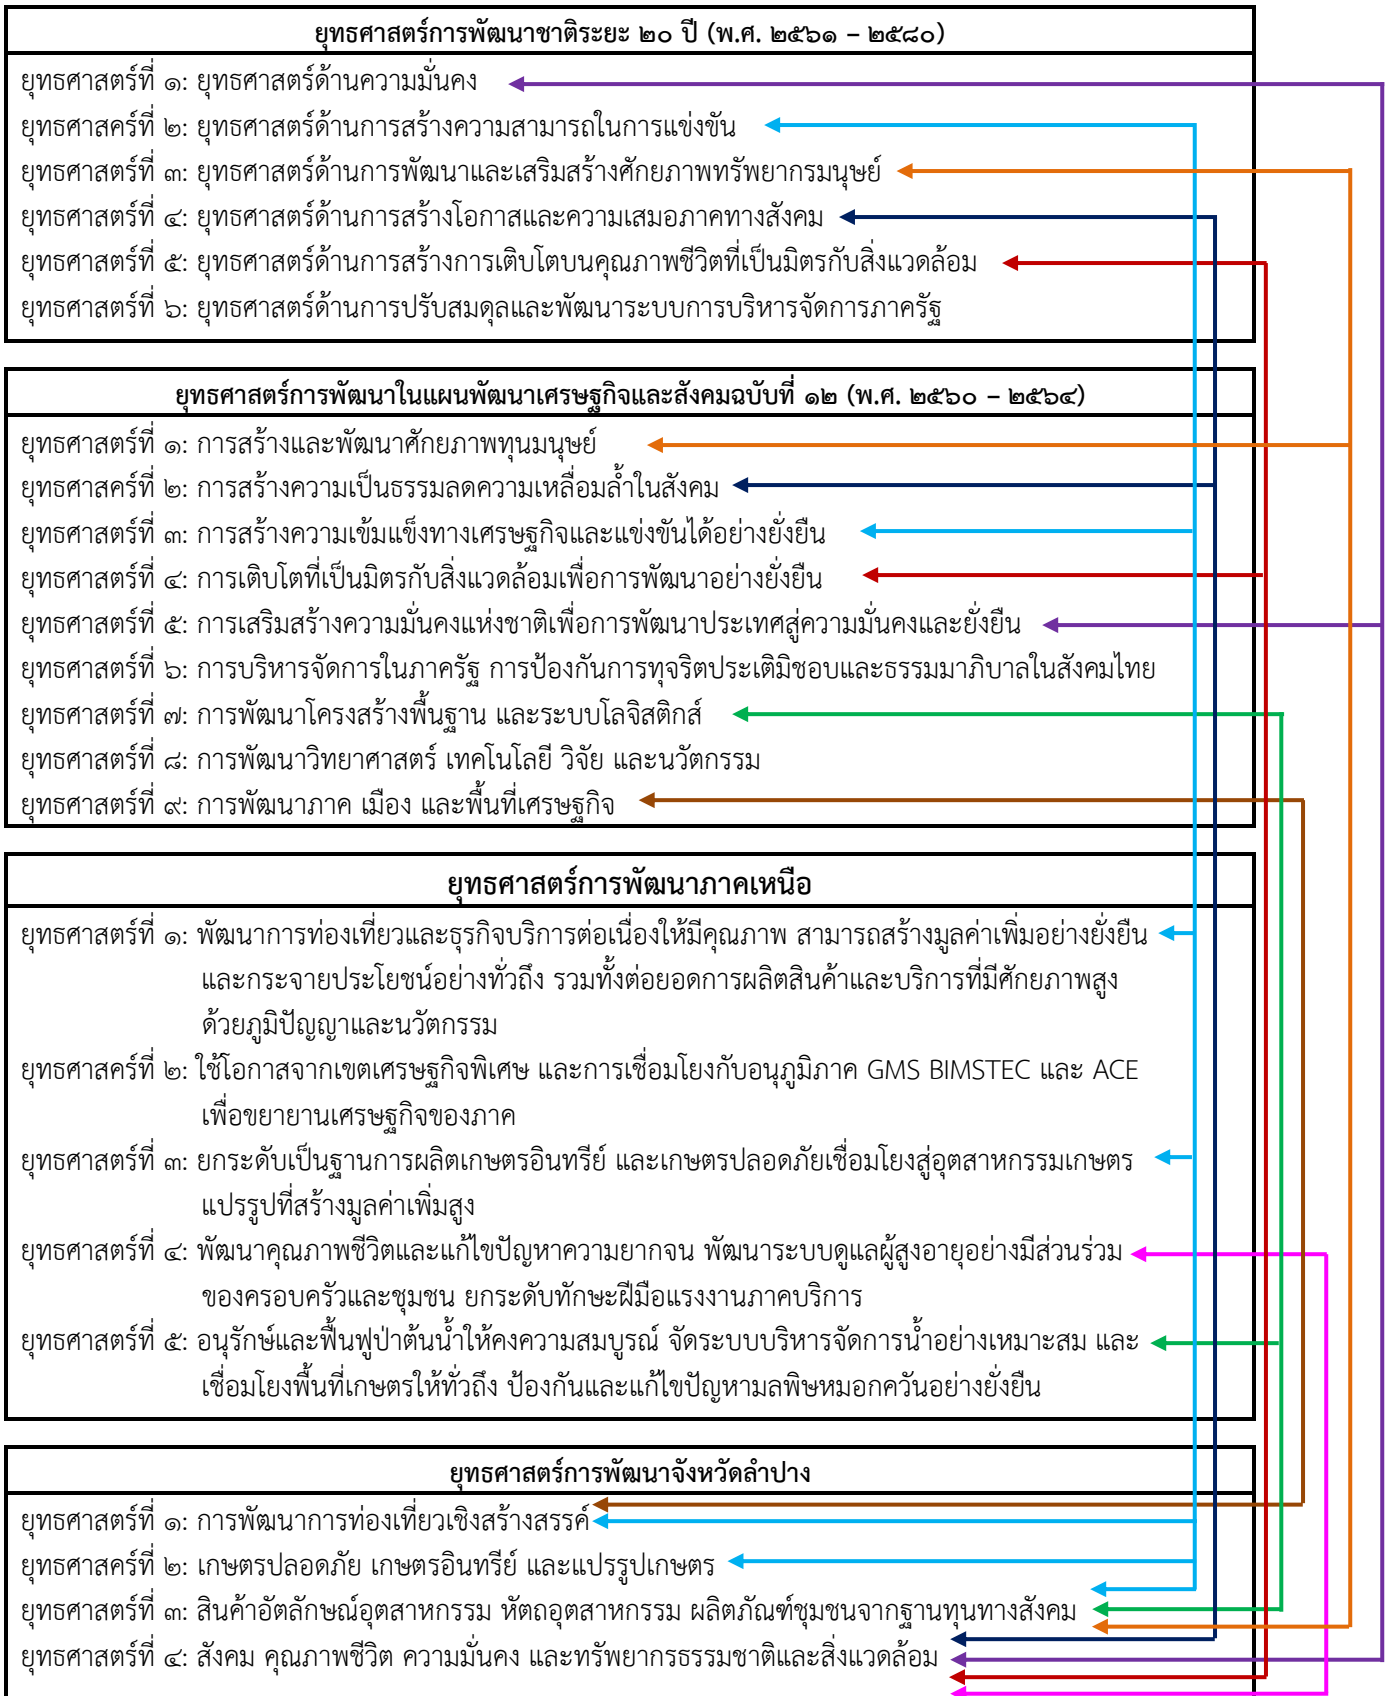 ยุทธศาสตร์การพัฒนาชาติระยะ ๒๐ ปี (พ.ศ. ๒๕๖๑ – ๒๕๘๐)
ยุทธศาสตร์ที่ ๑: ยุทธศาสตร์ด้านความมั่นคง
ยุทธศาสคร์ที่ ๒: ยุทธศาสตร์ด้านการสร้างความสามารถในการแข่งขัน
ยุทธศาสตร์ที่ ๓: ยุทธศาสตร์ด้านการพัฒนาและเสริมสร้างศักยภาพทรัพยากรมนุษย์
ยุทธศาสตร์ที่ ๔: ยุทธศาสตร์ด้านการสร้างโอกาสและความเสมอภาคทางสังคม
ยุทธศาสตร์ที่ ๕: ยุทธศาสตร์ด้านการสร้างการเติบโตบนคุณภาพชีวิตที่เป็นมิตรกับสิ่งแวดล้อม
ยุทธศาสตร์ที่ ๖: ยุทธศาสตร์ด้านการปรับสมดุลและพัฒนาระบบการบริหารจัดการภาครัฐ
ยุทธศาสตร์การพัฒนาในแผนพัฒนาเศรษฐกิจและสังคมฉบับที่ ๑๒ (พ.ศ. ๒๕๖๐ – ๒๕๖๔)
ยุทธศาสตร์ที่ ๑: การสร้างและพัฒนาศักยภาพทุนมนุษย์
ยุทธศาสคร์ที่ ๒: การสร้างความเป็นธรรมลดความเหลื่อมล้ำในสังคม
ยุทธศาสตร์ที่ ๓: การสร้างความเข้มแข็งทางเศรษฐกิจและแข่งขันได้อย่างยั่งยืน
ยุทธศาสตร์ที่ ๔: การเติบโตที่เป็นมิตรกับสิ่งแวดล้อมเพื่อการพัฒนาอย่างยั่งยืน
ยุทธศาสตร์ที่ ๕: การเสริมสร้างความมั่นคงแห่งชาติเพื่อการพัฒนาประเทศสู่ความมั่นคงและยั่งยืน
ยุทธศาสตร์ที่ ๖: การบริหารจัดการในภาครัฐ การป้องกันการทุจริตประเติมิชอบและธรรมมาภิบาลในสังคมไทย
ยุทธศาสตร์ที่ ๗: การพัฒนาโครงสร้างพื้นฐาน และระบบโลจิสติกส์
ยุทธศาสตร์ที่ ๘: การพัฒนาวิทยาศาสตร์ เทคโนโลยี วิจัย และนวัตกรรม
ยุทธศาสตร์ที่ ๙: การพัฒนาภาค เมือง และพื้นที่เศรษฐกิจ
ยุทธศาสตร์การพัฒนาภาคเหนือ
ยุทธศาสตร์ที่ ๑: พัฒนาการท่องเที่ยวและธุรกิจบริการต่อเนื่องให้มีคุณภาพ สามารถสร้างมูลค่าเพิ่มอย่างยั่งยืน
และกระจายประโยชน์อย่างทั่วถึง รวมทั้งต่อยอดการผลิตสินค้าและบริการที่มีศักยภาพสูง
ด้วยภูมิปัญญาและนวัตกรรม
ยุทธศาสคร์ที่ ๒: ใช้โอกาสจากเขตเศรษฐกิจพิเศษ และการเชื่อมโยงกับอนุภูมิภาค GMS BIMSTEC และ ACE
เพื่อขยายานเศรษฐกิจของภาค
ยุทธศาสตร์ที่ ๓: ยกระดับเป็นฐานการผลิตเกษตรอินทรีย์ และเกษตรปลอดภัยเชื่อมโยงสู่อุตสาหกรรมเกษตร
แปรรูปที่สร้างมูลค่าเพิ่มสูง
ยุทธศาสตร์ที่ ๔: พัฒนาคุณภาพชีวิตและแก้ไขปัญหาความยากจน พัฒนาระบบดูแลผู้สูงอายุอย่างมีส่วนร่วม
ของครอบครัวและชุมชน ยกระดับทักษะฝีมือแรงงานภาคบริการ
ยุทธศาสตร์ที่ ๕: อนุรักษ์และฟื้นฟูป่าต้นน้ำให้คงความสมบูรณ์ จัดระบบบริหารจัดการน้ำอย่างเหมาะสม และ
เชื่อมโยงพื้นที่เกษตรให้ทั่วถึง ป้องกันและแก้ไขปัญหามลพิษหมอกควันอย่างยั่งยืน
ยุทธศาสตร์การพัฒนาจังหวัดลำปาง
ยุทธศาสตร์ที่ ๑: การพัฒนาการท่องเที่ยวเชิงสร้างสรรค์
ยุทธศาสคร์ที่ ๒: เกษตรปลอดภัย เกษตรอินทรีย์ และแปรรูปเกษตร
ยุทธศาสตร์ที่ ๓: สินค้าอัตลักษณ์อุตสาหกรรม หัตถอุตสาหกรรม ผลิตภัณฑ์ชุมชนจากฐานทุนทางสังคม
ยุทธศาสตร์ที่ ๔: สังคม คุณภาพชีวิต ความมั่นคง และทรัพยากรธรรมชาติและสิ่งแวดล้อม